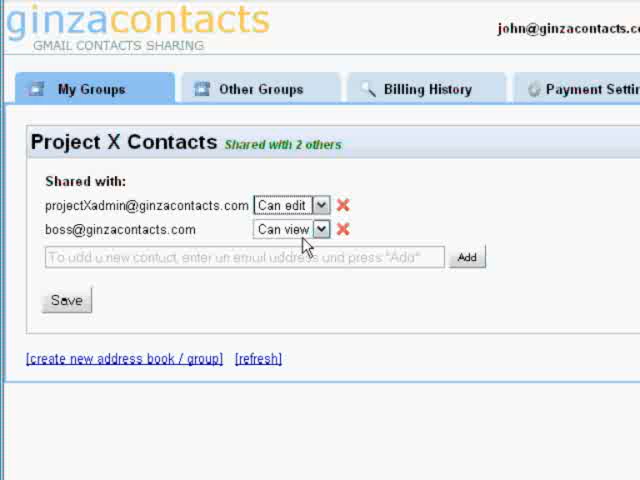 ginzacontacts
john@ginzacontacts.co
GMAIL CONTACTS SHARING
My Groups
Other Groups
Billing History
Payment Setti
Project X Contacts Shared with 2 others
Shared with:
projectXadmin@ginzacontacts.com Can edit
boss@ginzacontacts.com Can view
To add a new contact, enter an email address and press "Add" Add
Save
[create new address book / group] [refresh]